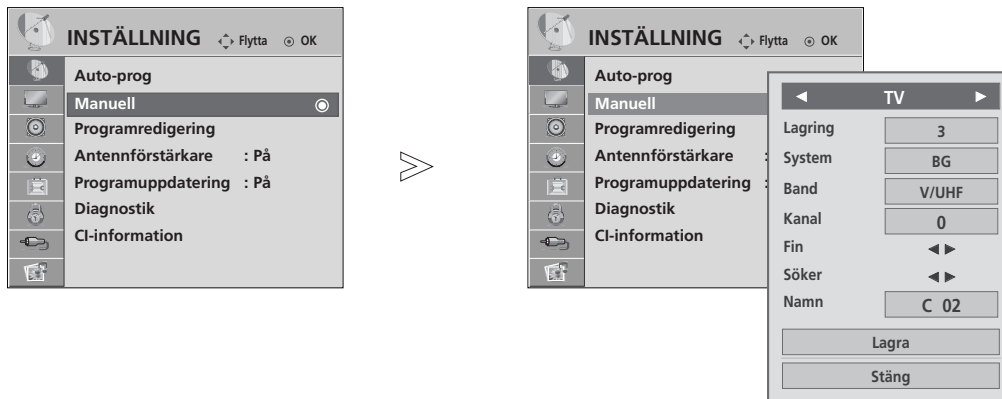 INSTÄLLNING Flytta OK
Auto-prog
Manuell
Programredigering
Antennförstärkare : På
Programuppdatering : På
Diagnostik
CI-information
INSTÄLLNING Flytta OK
Auto-prog
Manuell
Programredigering
Antennförstärkare :
Programuppdatering :
Diagnostik
CI-information
◄ TV ►
Lagring 3
System BG
Band V/UHF
Kanal 0
Fin ◄ ►
Söker ◄ ►
Namn C 02
Lagra
Stäng